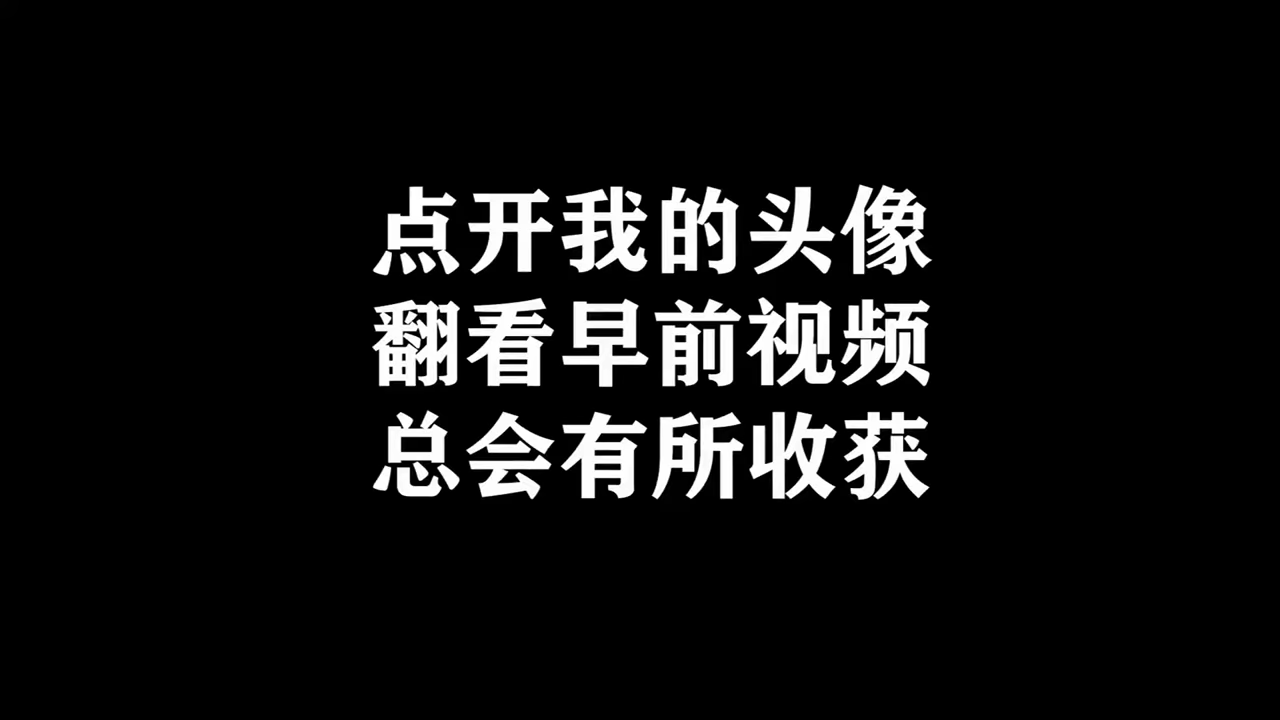 点开我的头像
翻看早前视频
总会有所收获